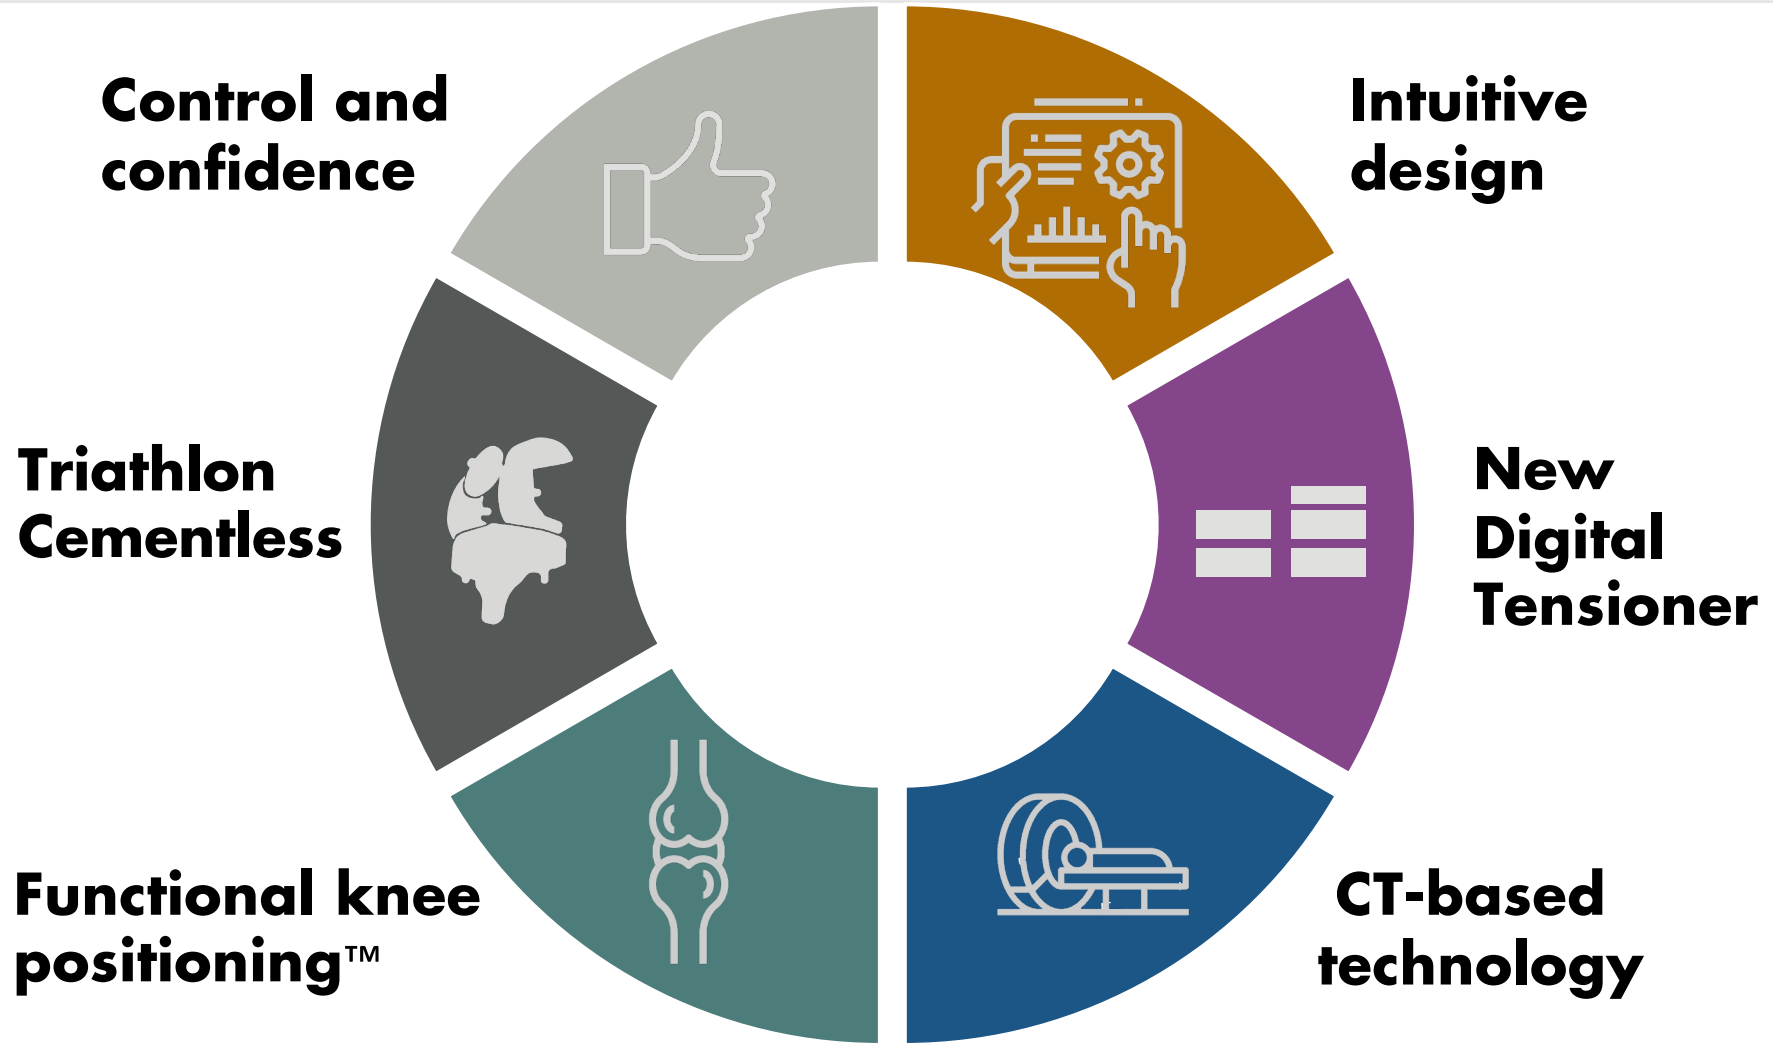 Control and
confidence
Intuitive
design
Triathlon
Cementless
New
Digital
Tensioner
Functional knee
positioning™
CT-based
technology